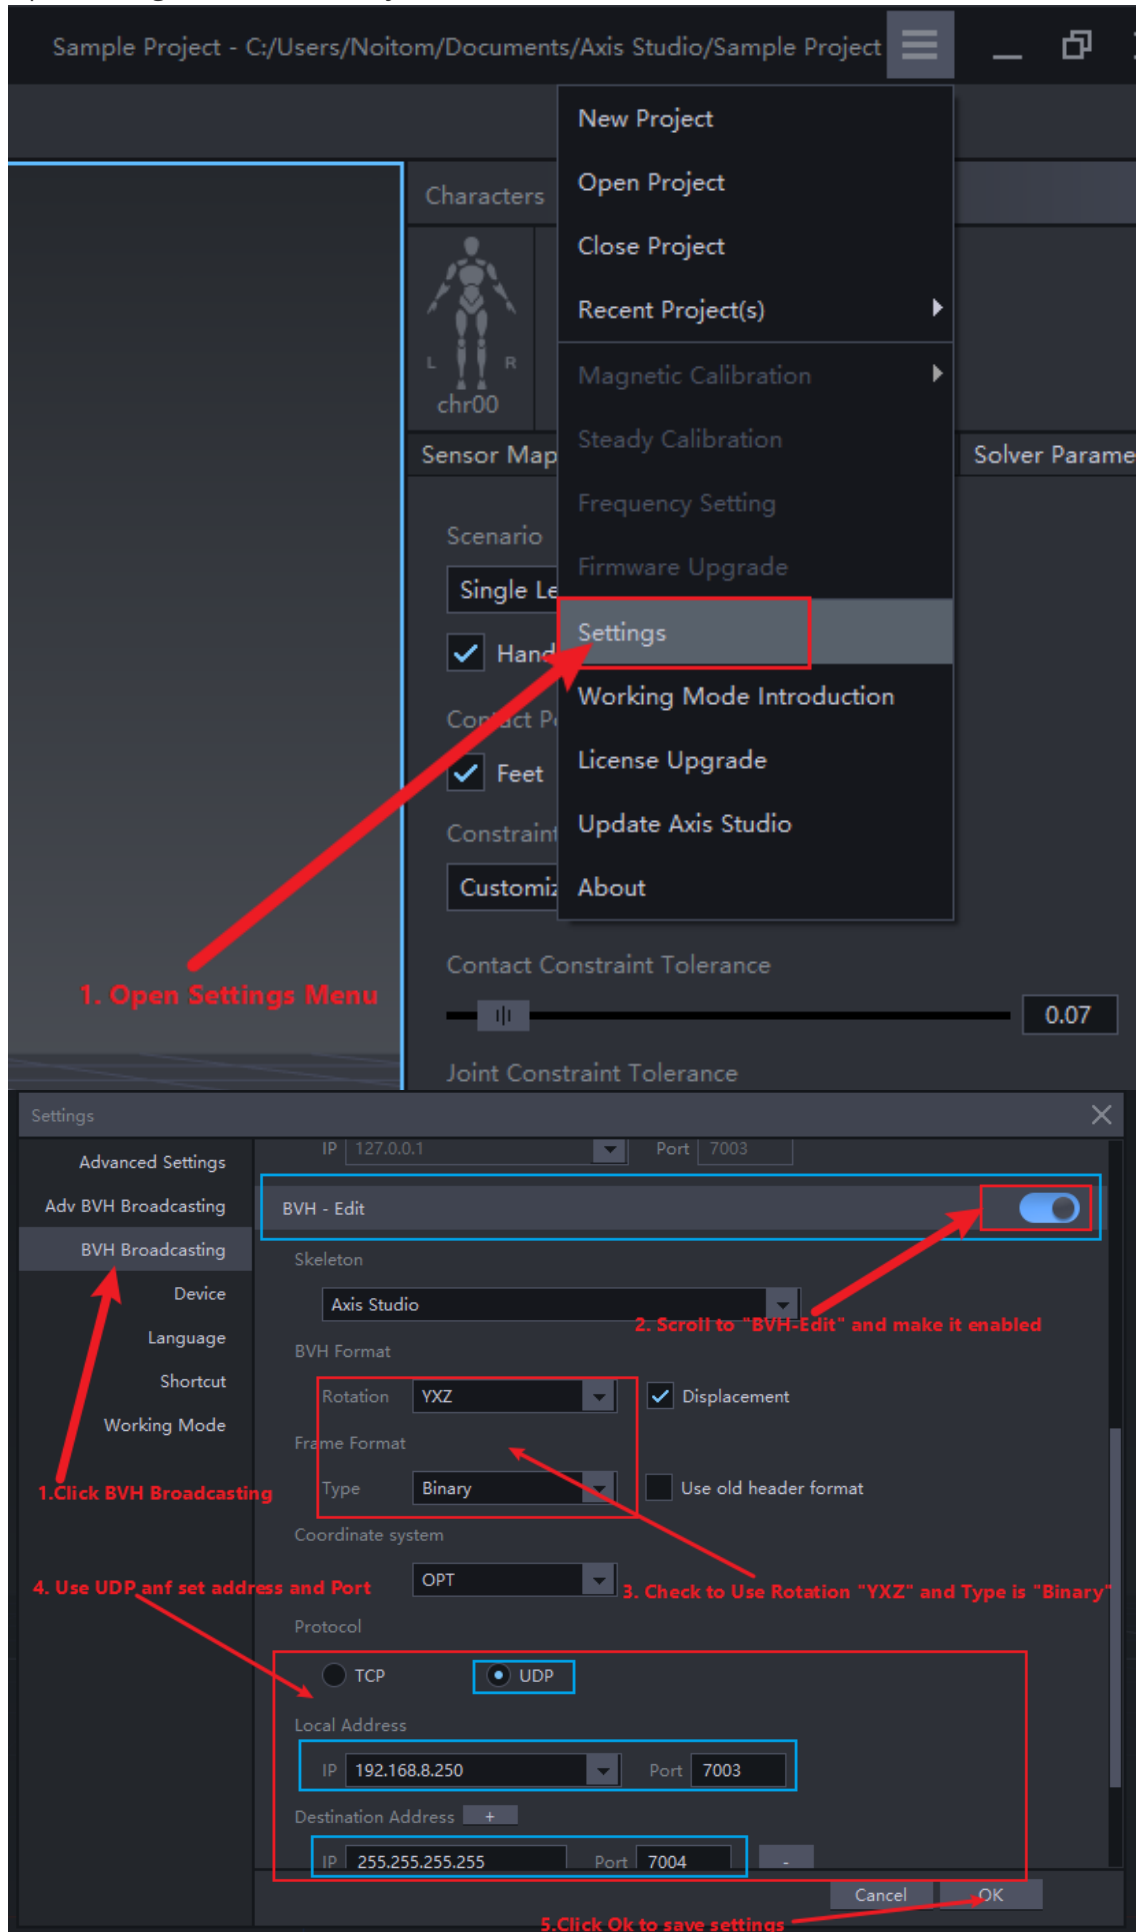 Sample Project - C:/Users/Noitom/Documents/Axis Studio/Sample Project
New Project
Open Project
Close Project
Recent Project(s)
Magnetic Calibration
Steady Calibration
Frequency Setting
Firmware Upgrade
Settings
Working Mode Introduction
License Upgrade
Update Axis Studio
About
Characters
L R
chr00
Sensor Map
Solver Parame
Scenario
Single Le
Hand
Contact P
Feet
Constraint
Customiz
1. Open Settings Menu
Contact Constraint Tolerance
0.07
Joint Constraint Tolerance
Settings
Advanced Settings
Adv BVH Broadcasting
BVH Broadcasting
Device
Language
Shortcut
Working Mode
1.Click BVH Broadcasting
IP 127.0.0.1 Port 7003
BVH - Edit
Skeleton
Axis Studio
2. Scroll to "BVH-Edit" and make it enabled
BVH Format
Rotation YXZ Displacement
Frame Format
Type Binary Use old header format
Coordinate system
OPT
3. Check to Use Rotation "YXZ" and Type is "Binary"
4. Use UDP anf set address and Port
Protocol
TCP UDP
Local Address
IP 192.168.8.250 Port 7003
Destination Address +
IP 255.255.255.255 Port 7004 -
Cancel OK
5.Click Ok to save settings